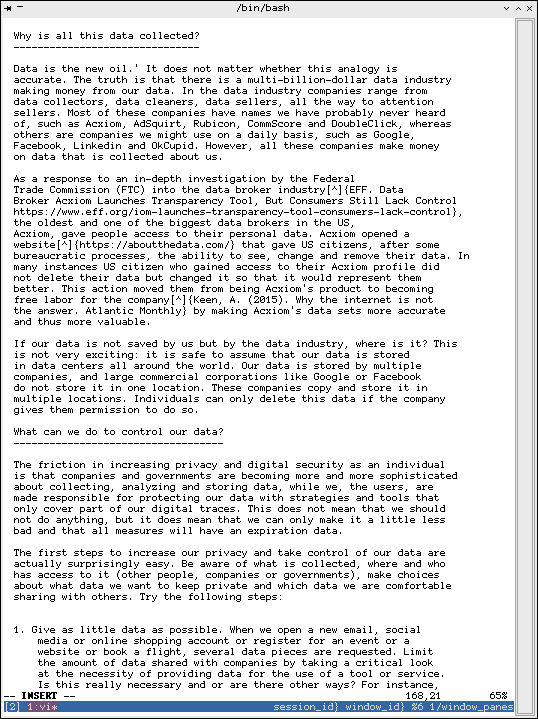 /bin/bash
Why is all this data collected?
-------------------------------
Data is the new oil.' It does not matter whether this analogy is
accurate. The truth is that there is a multi-billion-dollar data industry
making money from our data. In the data industry companies range from
data collectors, data cleaners, data sellers, all the way to attention
sellers. Most of these companies have names we have probably never heard
of, such as Acxiom, AdSquirt, Rubicon, CommScore and DoubleClick, whereas
others are companies we might use on a daily basis, such as Google,
Facebook, Linkedin and OkCupid. However, all these companies make money
on data that is collected about us.
As a response to an in-depth investigation by the Federal
Trade Commission (FTC) into the data broker industry[^]{EFF. Data
Broker Acxiom Launches Transparency Tool, But Consumers Still Lack Control
https://www.eff.org/iom-launches-transparency-tool-consumers-lack-control},
the oldest and one of the biggest data brokers in the US,
Acxiom, gave people access to their personal data. Acxiom opened a
website[^]{https://aboutthedata.com/} that gave US citizens, after some
bureaucratic processes, the ability to see, change and remove their data. In
many instances US citizen who gained access to their Acxiom profile did
not delete their data but changed it so that it would represent them
better. This action moved them from being Acxiom's product to becoming
free labor for the company[^]{Keen, A. (2015). Why the internet is not
the answer. Atlantic Monthly} by making Acxiom's data sets more accurate
and thus more valuable.
If our data is not saved by us but by the data industry, where is it? They
is not very exciting: it is safe to assume that our data is stored
in data centers all around the world. Our data is stored by multiple
companies, and large commercial corporations like Google or Facebook
do not store it in one location. These companies copy and store it in
multiple locations. Individuals can only delete this data if the company
gives them permission to do so.
What can we do to control our data?
-----------------------------------
The friction in increasing privacy and digital security as an individual
is that companies and governments are becoming more and more sophisticated
about collecting, analyzing and storing data, while we, the users, are
made responsible for protecting our data with strategies and tools that
only cover part of our digital traces. This does not mean that we should
not do anything, but it does mean that we can only make it a little less
bad and that all measures will have an expiration data.
The first steps to increase our privacy and take control of our data are
actually surprisingly easy. Be aware of what is collected, where and who
has access to it (other people, companies or governments), make choices
about what data we want to keep private and which data we are comfortable
sharing with others. Try the following steps:
1. Give as little data as possible. When we open a new email, social
media or online shopping account or register for an event or a
website or book a flight, several data pieces are requested. Limit
the amount of data shared with companies by taking a critical look
at the necessity of providing data for the use of a tool or service.
Is this really necessary and or are there other ways? For instance,
-- INSERT -- 168,21 65%
[2] 1:vi* session_id} window_id} %6 1/window_panes